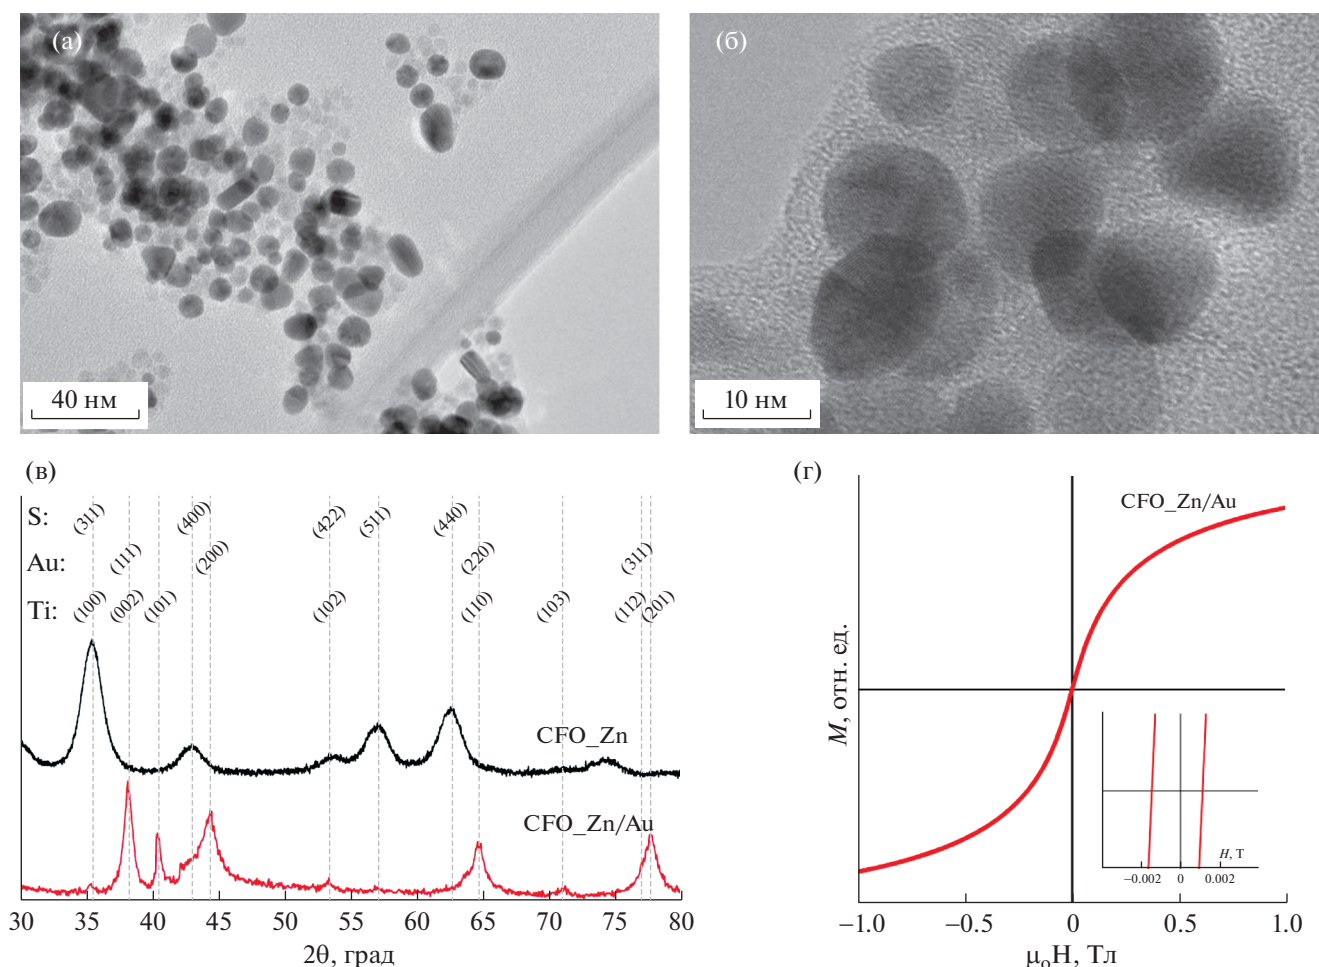 (а)
40 нм
(б)
10 нм
(в)
S: (311) (400) (422) (511) (440)
Au: (111) (200) (220) (311)
Ti: (100) (002) (101) (102) (110) (103) (112) (201)
CFO_Zn
CFO_Zn/Au
30 35 40 45 50 55 60 65 70 75 80
2θ, град
(г)
CFO_Zn/Au
M, отн. ед.
H, T
−0.002 0 0.002
−1.0 −0.5 0 0.5 1.0
μ₀H, Тл